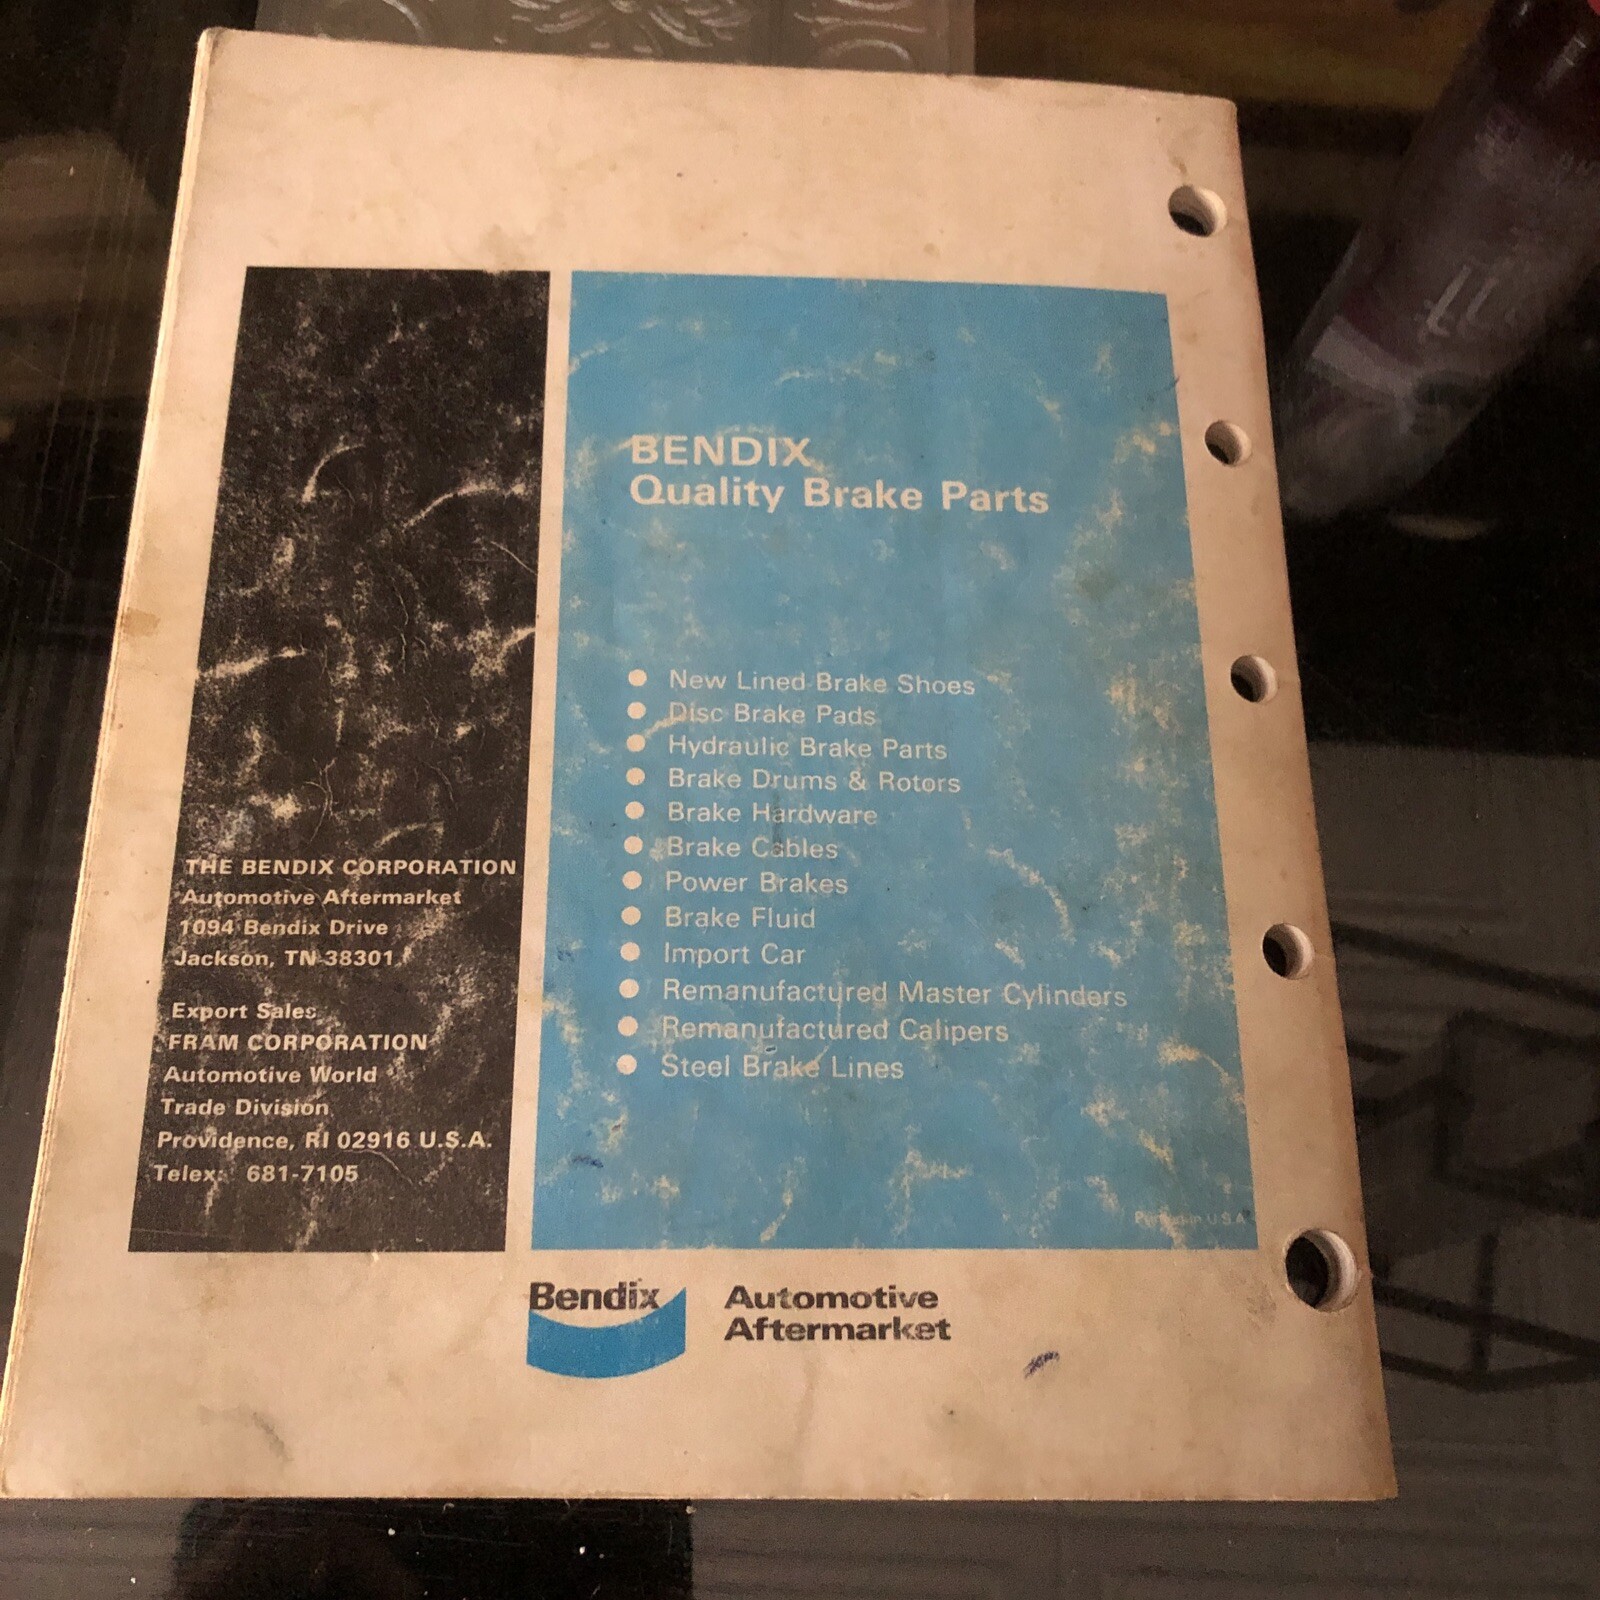 BENDIX
Quality Brake Parts
New Lined Brake Shoes
Disc Brake Pads
Hydraulic Brake Parts
Brake Drums & Rotors
Brake Hardware
Brake Cables
Power Brakes
Brake Fluid
Import Car
Remanufactured Master Cylinders
Remanufactured Calipers
Steel Brake Lines
THE BENDIX CORPORATION
Automotive Aftermarket
1094 Bendix Drive
Jackson, TN 38301
Export Sales
FRAM CORPORATION
Automotive World
Trade Division
Providence, RI 02916 U.S.A.
Telex: 681-7105
Printed in U.S.A.
Bendix
Automotive
Aftermarket